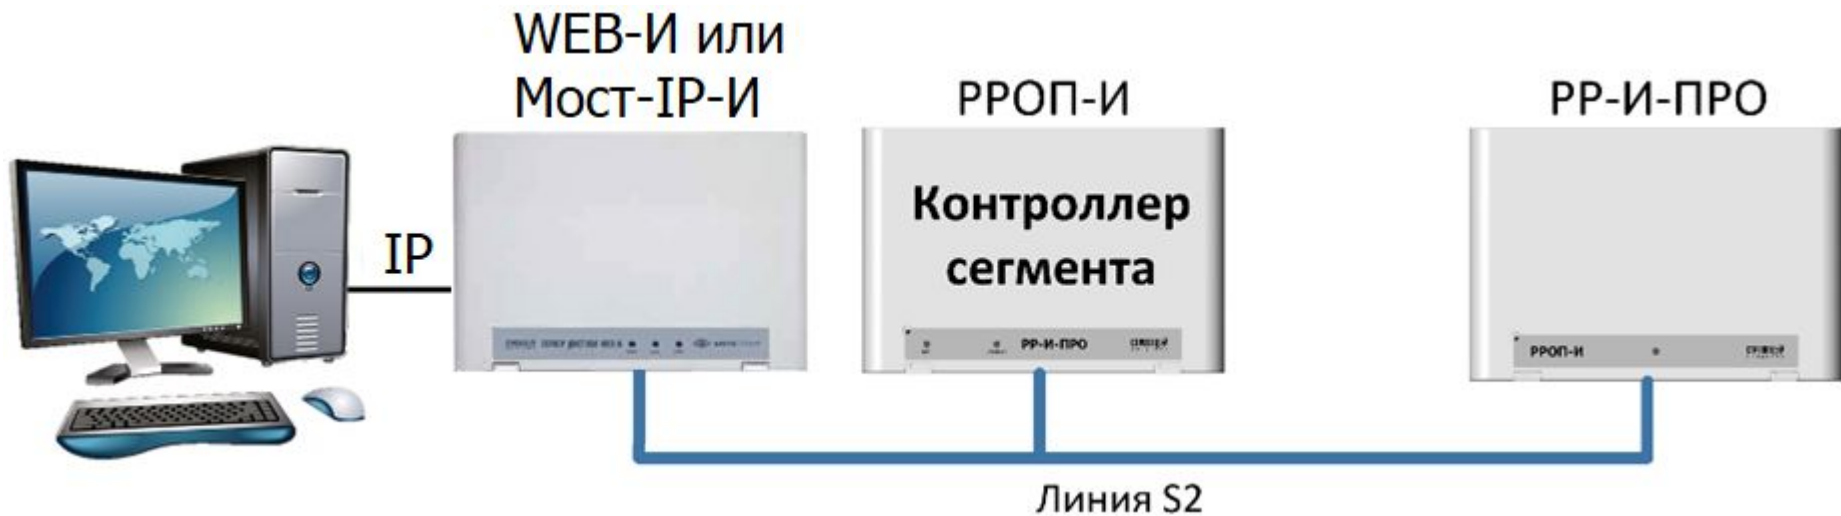 WEB-И или
Мост-IP-И
РРОП-И
РР-И-ПРО
IP
Контроллер
сегмента
РР-И-ПРО
РРОП-И
Линия S2